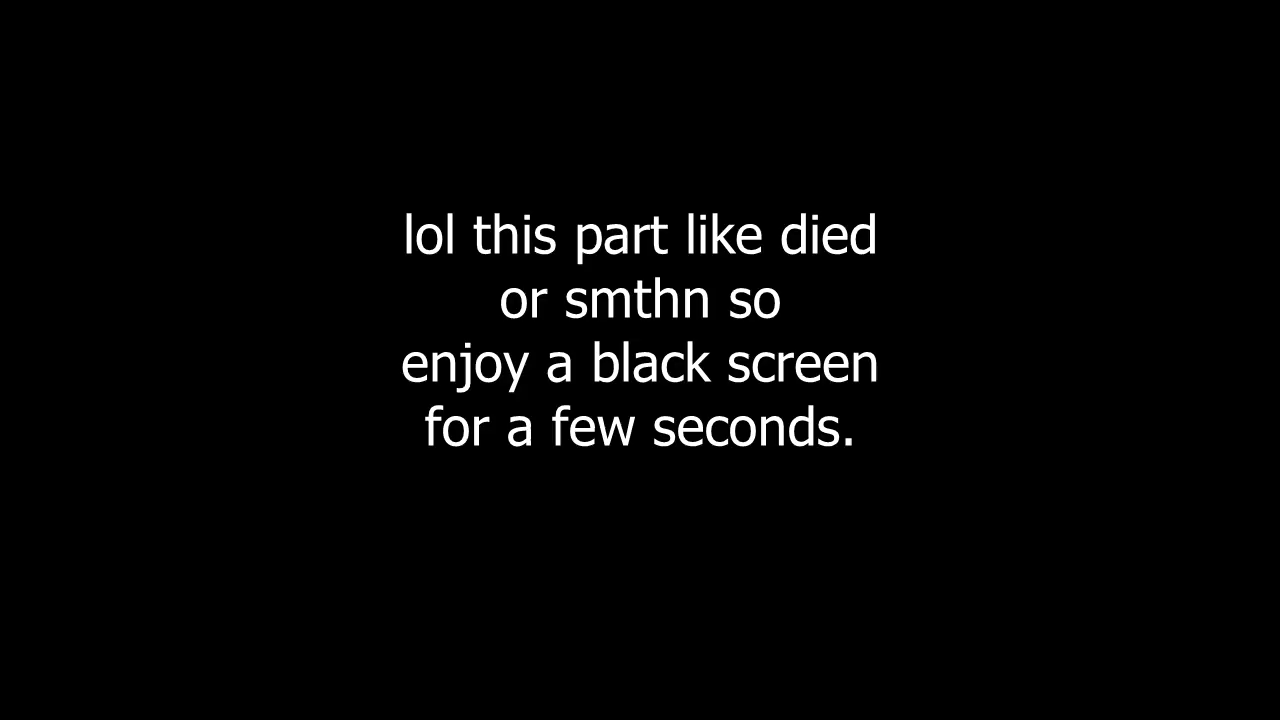 lol this part like died
or smthn so
enjoy a black screen
for a few seconds.